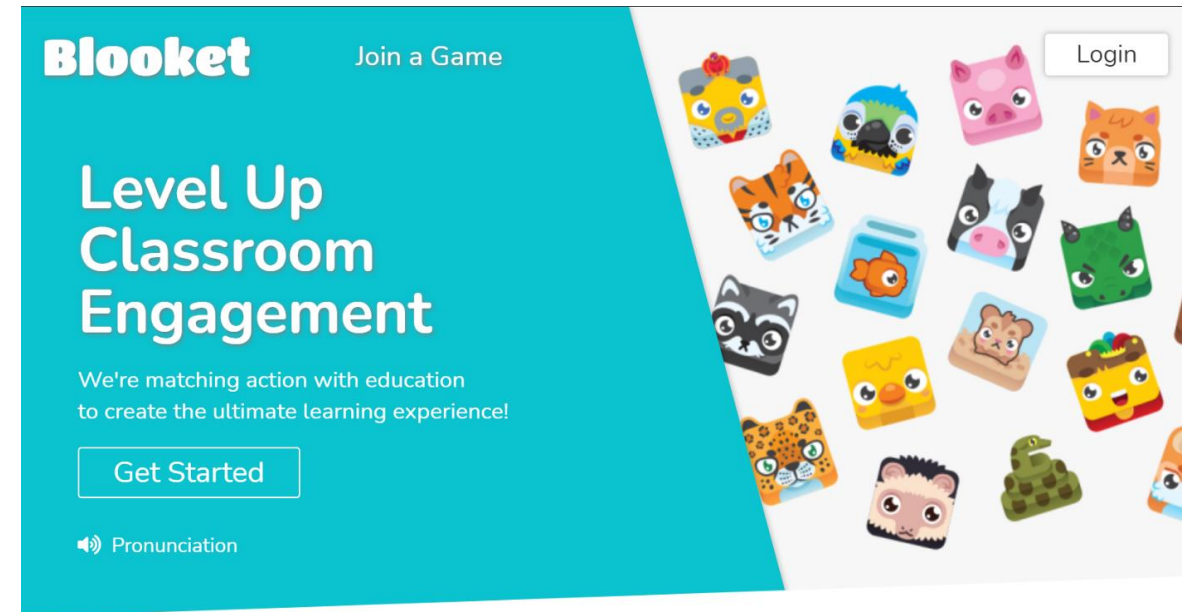 Blooket
Join a Game
Login
Level Up
Classroom
Engagement
We're matching action with education
to create the ultimate learning experience!
Get Started
Pronunciation